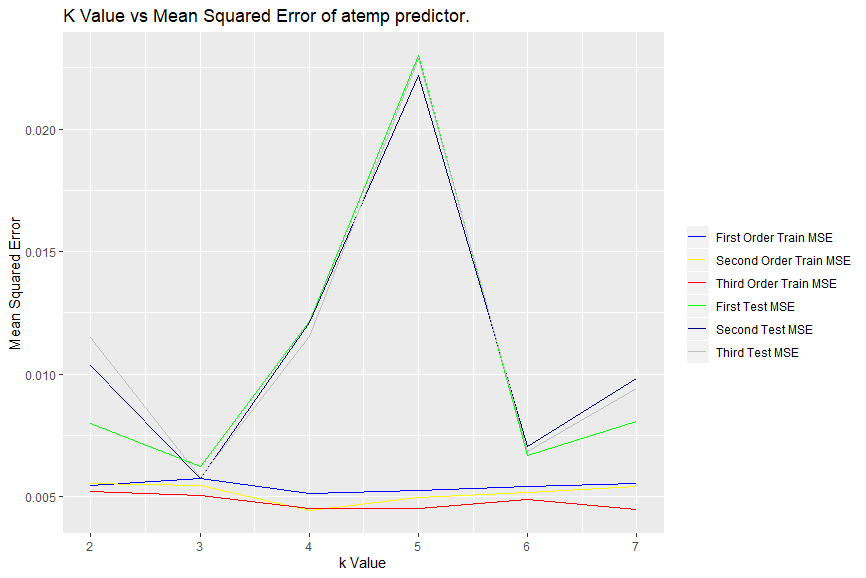 K Value vs Mean Squared Error of atemp predictor.
Mean Squared Error
0.020
0.015
0.010
0.005
2 3 4 5 6 7
k Value
First Order Train MSE
Second Order Train MSE
Third Order Train MSE
First Test MSE
Second Test MSE
Third Test MSE